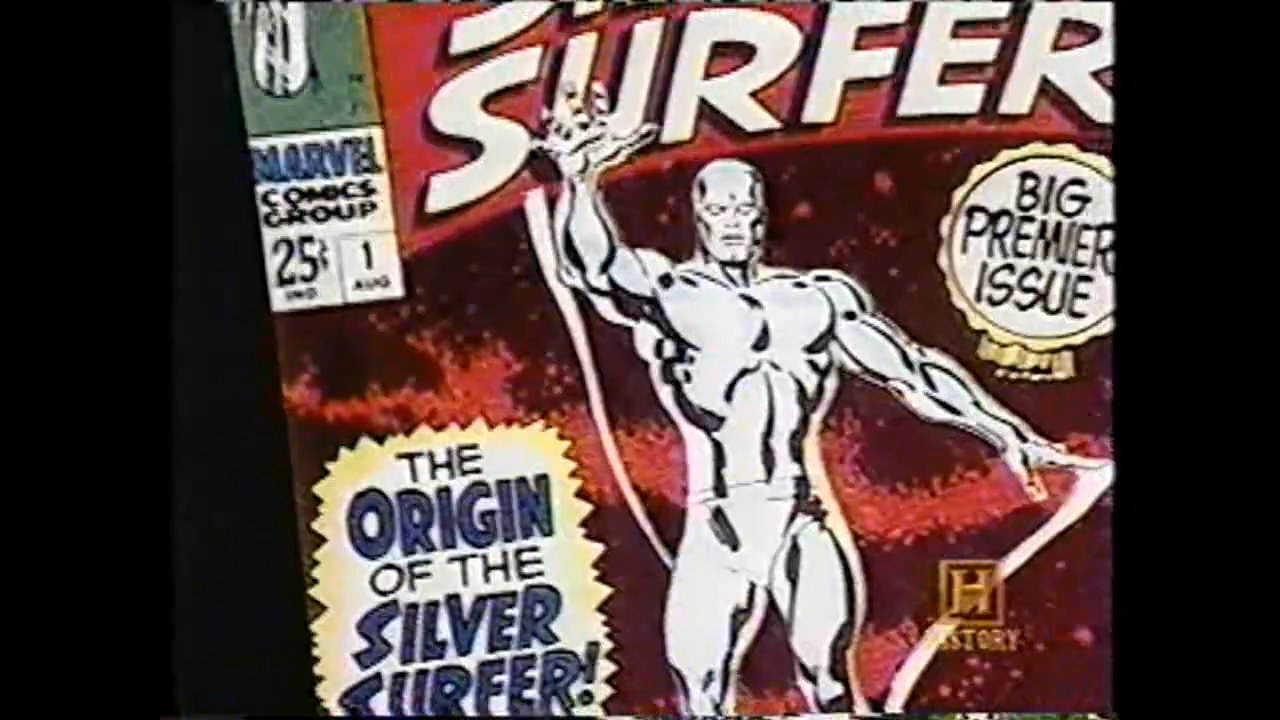 SURFER
MARVEL
COMICS
GROUP
25¢
IND
1
AUG
BIG
PREMIER
ISSUE
THE
ORIGIN
OF THE
SILVER
SURFER!
H
HISTORY